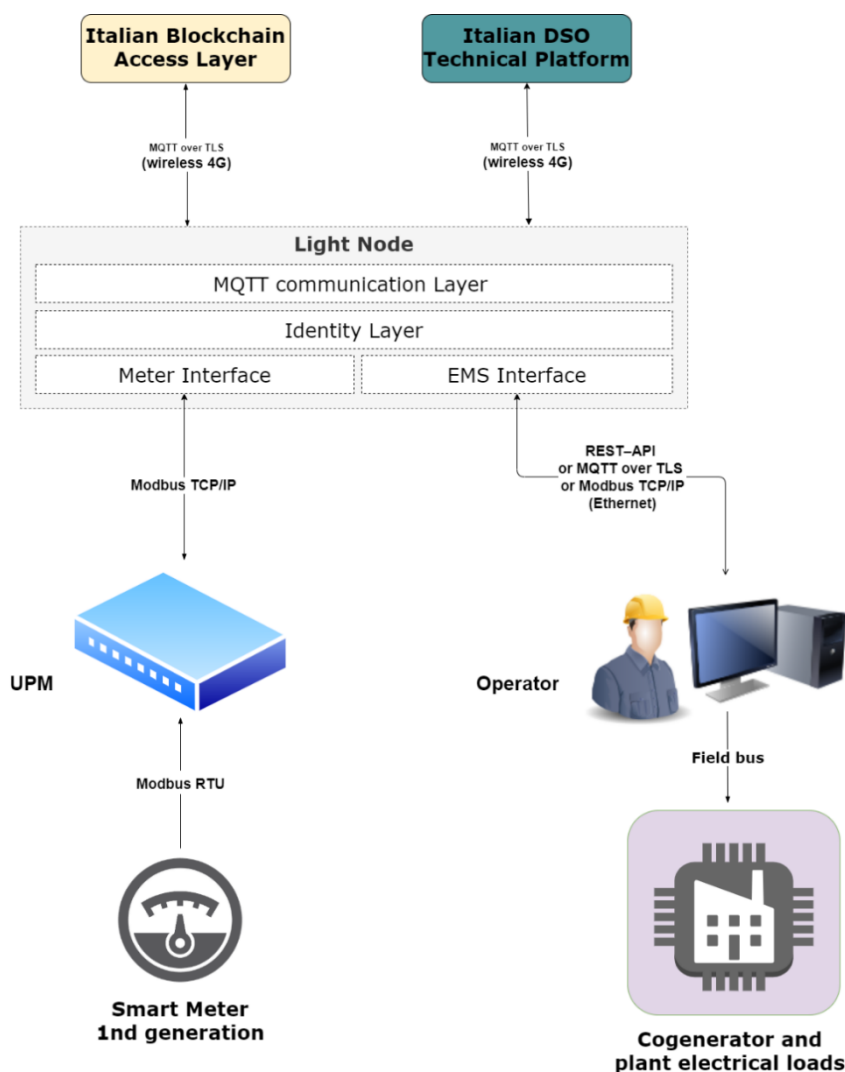 Italian Blockchain
Access Layer
Italian DSO
Technical Platform
MQTT over TLS
(wireless 4G)
MQTT over TLS
(wireless 4G)
Light Node
MQTT communication Layer
Identity Layer
Meter Interface
EMS Interface
Modbus TCP/IP
REST–API
or MQTT over TLS
or Modbus TCP/IP
(Ethernet)
UPM
Operator
Modbus RTU
Field bus
Smart Meter
1nd generation
Cogenerator and
plant electrical loads